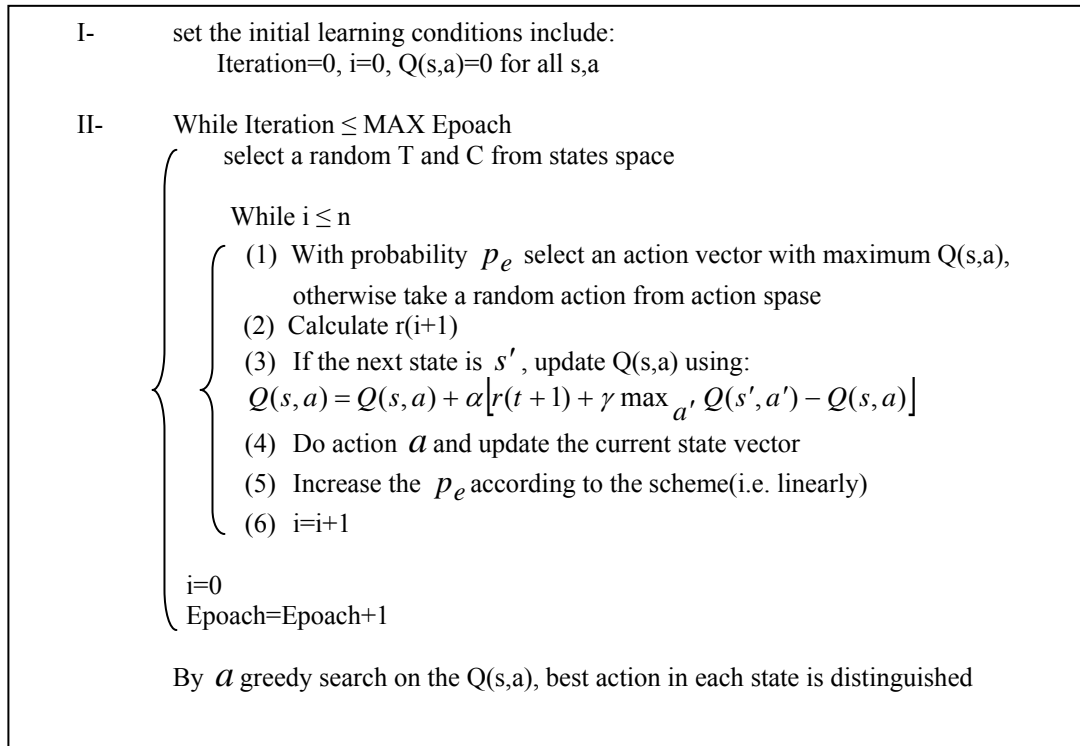 I- set the initial learning conditions include:
Iteration=0, i=0, Q(s,a)=0 for all s,a
II- While Iteration ≤ MAX Epoach
select a random T and C from states space
While i ≤ n
(1) With probability p_e select an action vector with maximum Q(s,a),
otherwise take a random action from action spase
(2) Calculate r(i+1)
(3) If the next state is s′ , update Q(s,a) using:
Q(s,a) = Q(s,a) + α⌊r(t + 1) + γ max_a′ Q(s′,a′) − Q(s,a)⌋
(4) Do action a and update the current state vector
(5) Increase the p_e according to the scheme(i.e. linearly)
(6) i=i+1
i=0
Epoach=Epoach+1
By a greedy search on the Q(s,a), best action in each state is distinguished